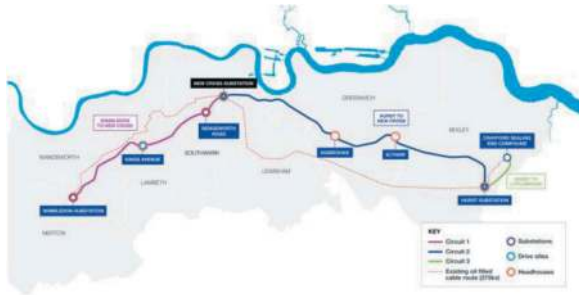 NEW CROSS SUBSTATION
GREENWICH
WIMBLEDON
TO NEW CROSS
HURST TO
NEW CROSS
BEXLEY
CRAYFORD SEALING
END COMPOUND
BENGEWORTH
ROAD
KINGS AVENUE
SOUTHWARK
ELTHAM
WANDSWORTH
LAMBETH
LEWISHAM
HURST TO
WIMBLEDON SUBSTATION
HURST SUBSTATION
MERTON
KEY
Circuit 1
Circuit 2
Circuit 3
Existing oil filled
cable route (275kv)
Substations
Drive sites
Headhouses